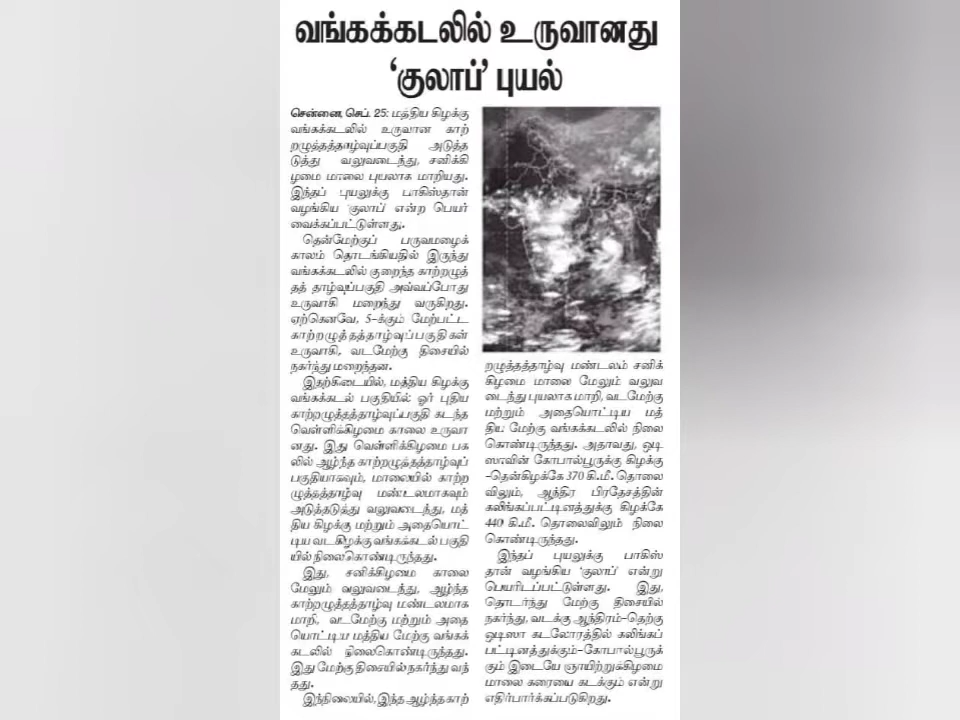 வங்கக்கடலில் உருவானது
‘குலாப்’ புயல்
சென்னை, செப். 25: மத்திய கிழக்கு
வங்கக்கடலில் உருவான காற்
றழுத்தத்தாழ்வுப்பகுதி அடுத்த
டுத்து வலுவடைந்து, சனிக்கி
ழமை மாலை புயலாக மாறியது.
இந்தப் புயலுக்கு பாகிஸ்தான்
வழங்கிய 'குலாப்' என்ற பெயர்
வைக்கப்பட்டுள்ளது.
தென்மேற்குப் பருவமழைக்
காலம் தொடங்கியதில் இருந்து
வங்கக்கடலில் குறைந்த காற்றழுத்
தத் தாழ்வுப்பகுதி அவ்வப்போது
உருவாகி மறைந்து வருகிறது.
ஏற்கெனவே, 5-க்கும் மேற்பட்ட
காற்றழுத்தத்தாழ்வுப் பகுதிகள்
உருவாகி, வடமேற்கு திசையில்
நகர்ந்து மறைந்தன.
இதற்கிடையில், மத்திய கிழக்கு
வங்கக்கடல் பகுதியில் ஓர் புதிய
காற்றழுத்தத்தாழ்வுப்பகுதி கடந்த
வெள்ளிக்கிழமை காலை உருவா
னது. இது வெள்ளிக்கிழமை பக
லில் ஆழ்ந்த காற்றழுத்தத்தாழ்வுப்
பகுதியாகவும், மாலையில் காற்ற
ழுத்தத்தாழ்வு மண்டலமாகவும்
அடுத்தடுத்து வலுவடைந்து, மத்
திய கிழக்கு மற்றும் அதையொட்
டிய வடகிழக்கு வங்கக்கடல் பகுதி
யில் நிலைகொண்டிருந்தது.
இது, சனிக்கிழமை காலை
மேலும் வலுவடைந்து, ஆழ்ந்த
காற்றழுத்தத்தாழ்வு மண்டலமாக
மாறி, வடமேற்கு மற்றும் அதை
யொட்டிய மத்திய மேற்கு வங்கக்
கடலில் நிலைகொண்டிருந்தது.
இது மேற்கு திசையில் நகர்ந்து வந்
தது.
இந்நிலையில், இந்த ஆழ்ந்த காற்
றழுத்தத்தாழ்வு மண்டலம் சனிக்
கிழமை மாலை மேலும் வலுவ
டைந்து புயலாக மாறி, வடமேற்கு
மற்றும் அதையொட்டிய மத்
திய மேற்கு வங்கக்கடலில் நிலை
கொண்டிருந்தது. அதாவது, ஒடி
ஸாவின் கோபால்பூருக்கு கிழக்கு
-தென்கிழக்கே 370 கி.மீ. தொலை
விலும், ஆந்திர பிரதேசத்தின்
கலிங்கப்பட்டினத்துக்கு கிழக்கே
440 கி.மீ. தொலைவிலும் நிலை
கொண்டிருந்தது.
இந்தப் புயலுக்கு பாகிஸ்
தான் வழங்கிய 'குலாப்' என்று
பெயரிடப்பட்டுள்ளது. இது,
தொடர்ந்து மேற்கு திசையில்
நகர்ந்து, வடக்கு ஆந்திரம்-தெற்கு
ஒடிஸா கடலோரத்தில் கலிங்கப்
பட்டினத்துக்கும்-கோபால்பூருக்
கும் இடையே ஞாயிற்றுக்கிழமை
மாலை கரையை கடக்கும் என்று
எதிர்பார்க்கப்படுகிறது.